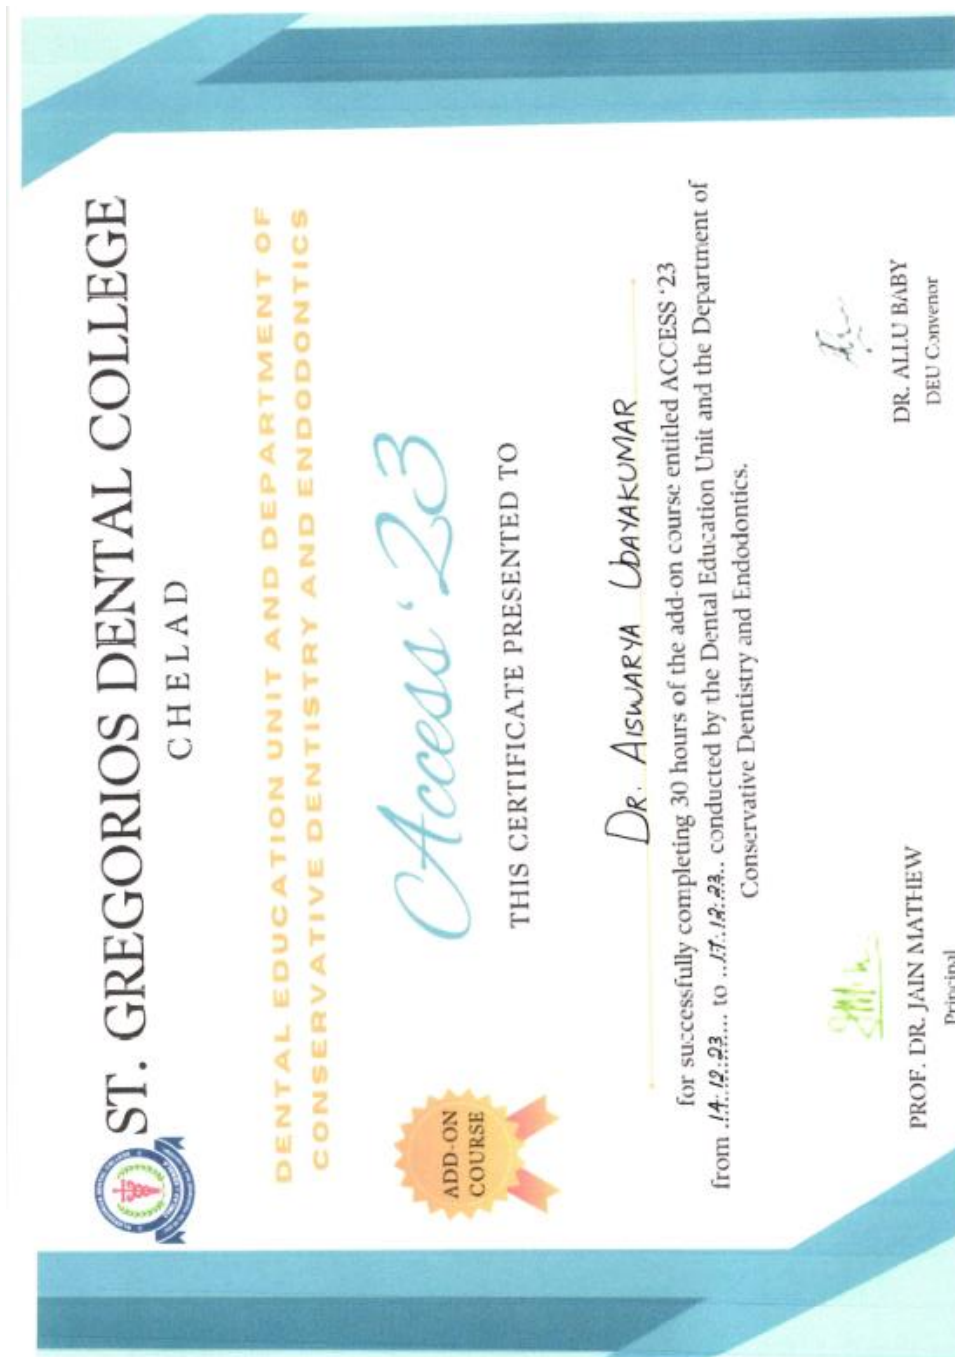 ST. GREGORIOS DENTAL COLLEGE
CHELAD
DENTAL EDUCATION UNIT AND DEPARTMENT OF
CONSERVATIVE DENTISTRY AND ENDODONTICS
Access '23
ADD-ON
COURSE
THIS CERTIFICATE PRESENTED TO
DR. AISWARYA UDAYAKUMAR
for successfully completing 30 hours of the add-on course entitled ACCESS '23
from 14.12.23 to 17.12.23 conducted by the Dental Education Unit and the Department of
Conservative Dentistry and Endodontics.
PROF. DR. JAIN MATHEW
Principal
DR. ALLU BABY
DEU Convenor